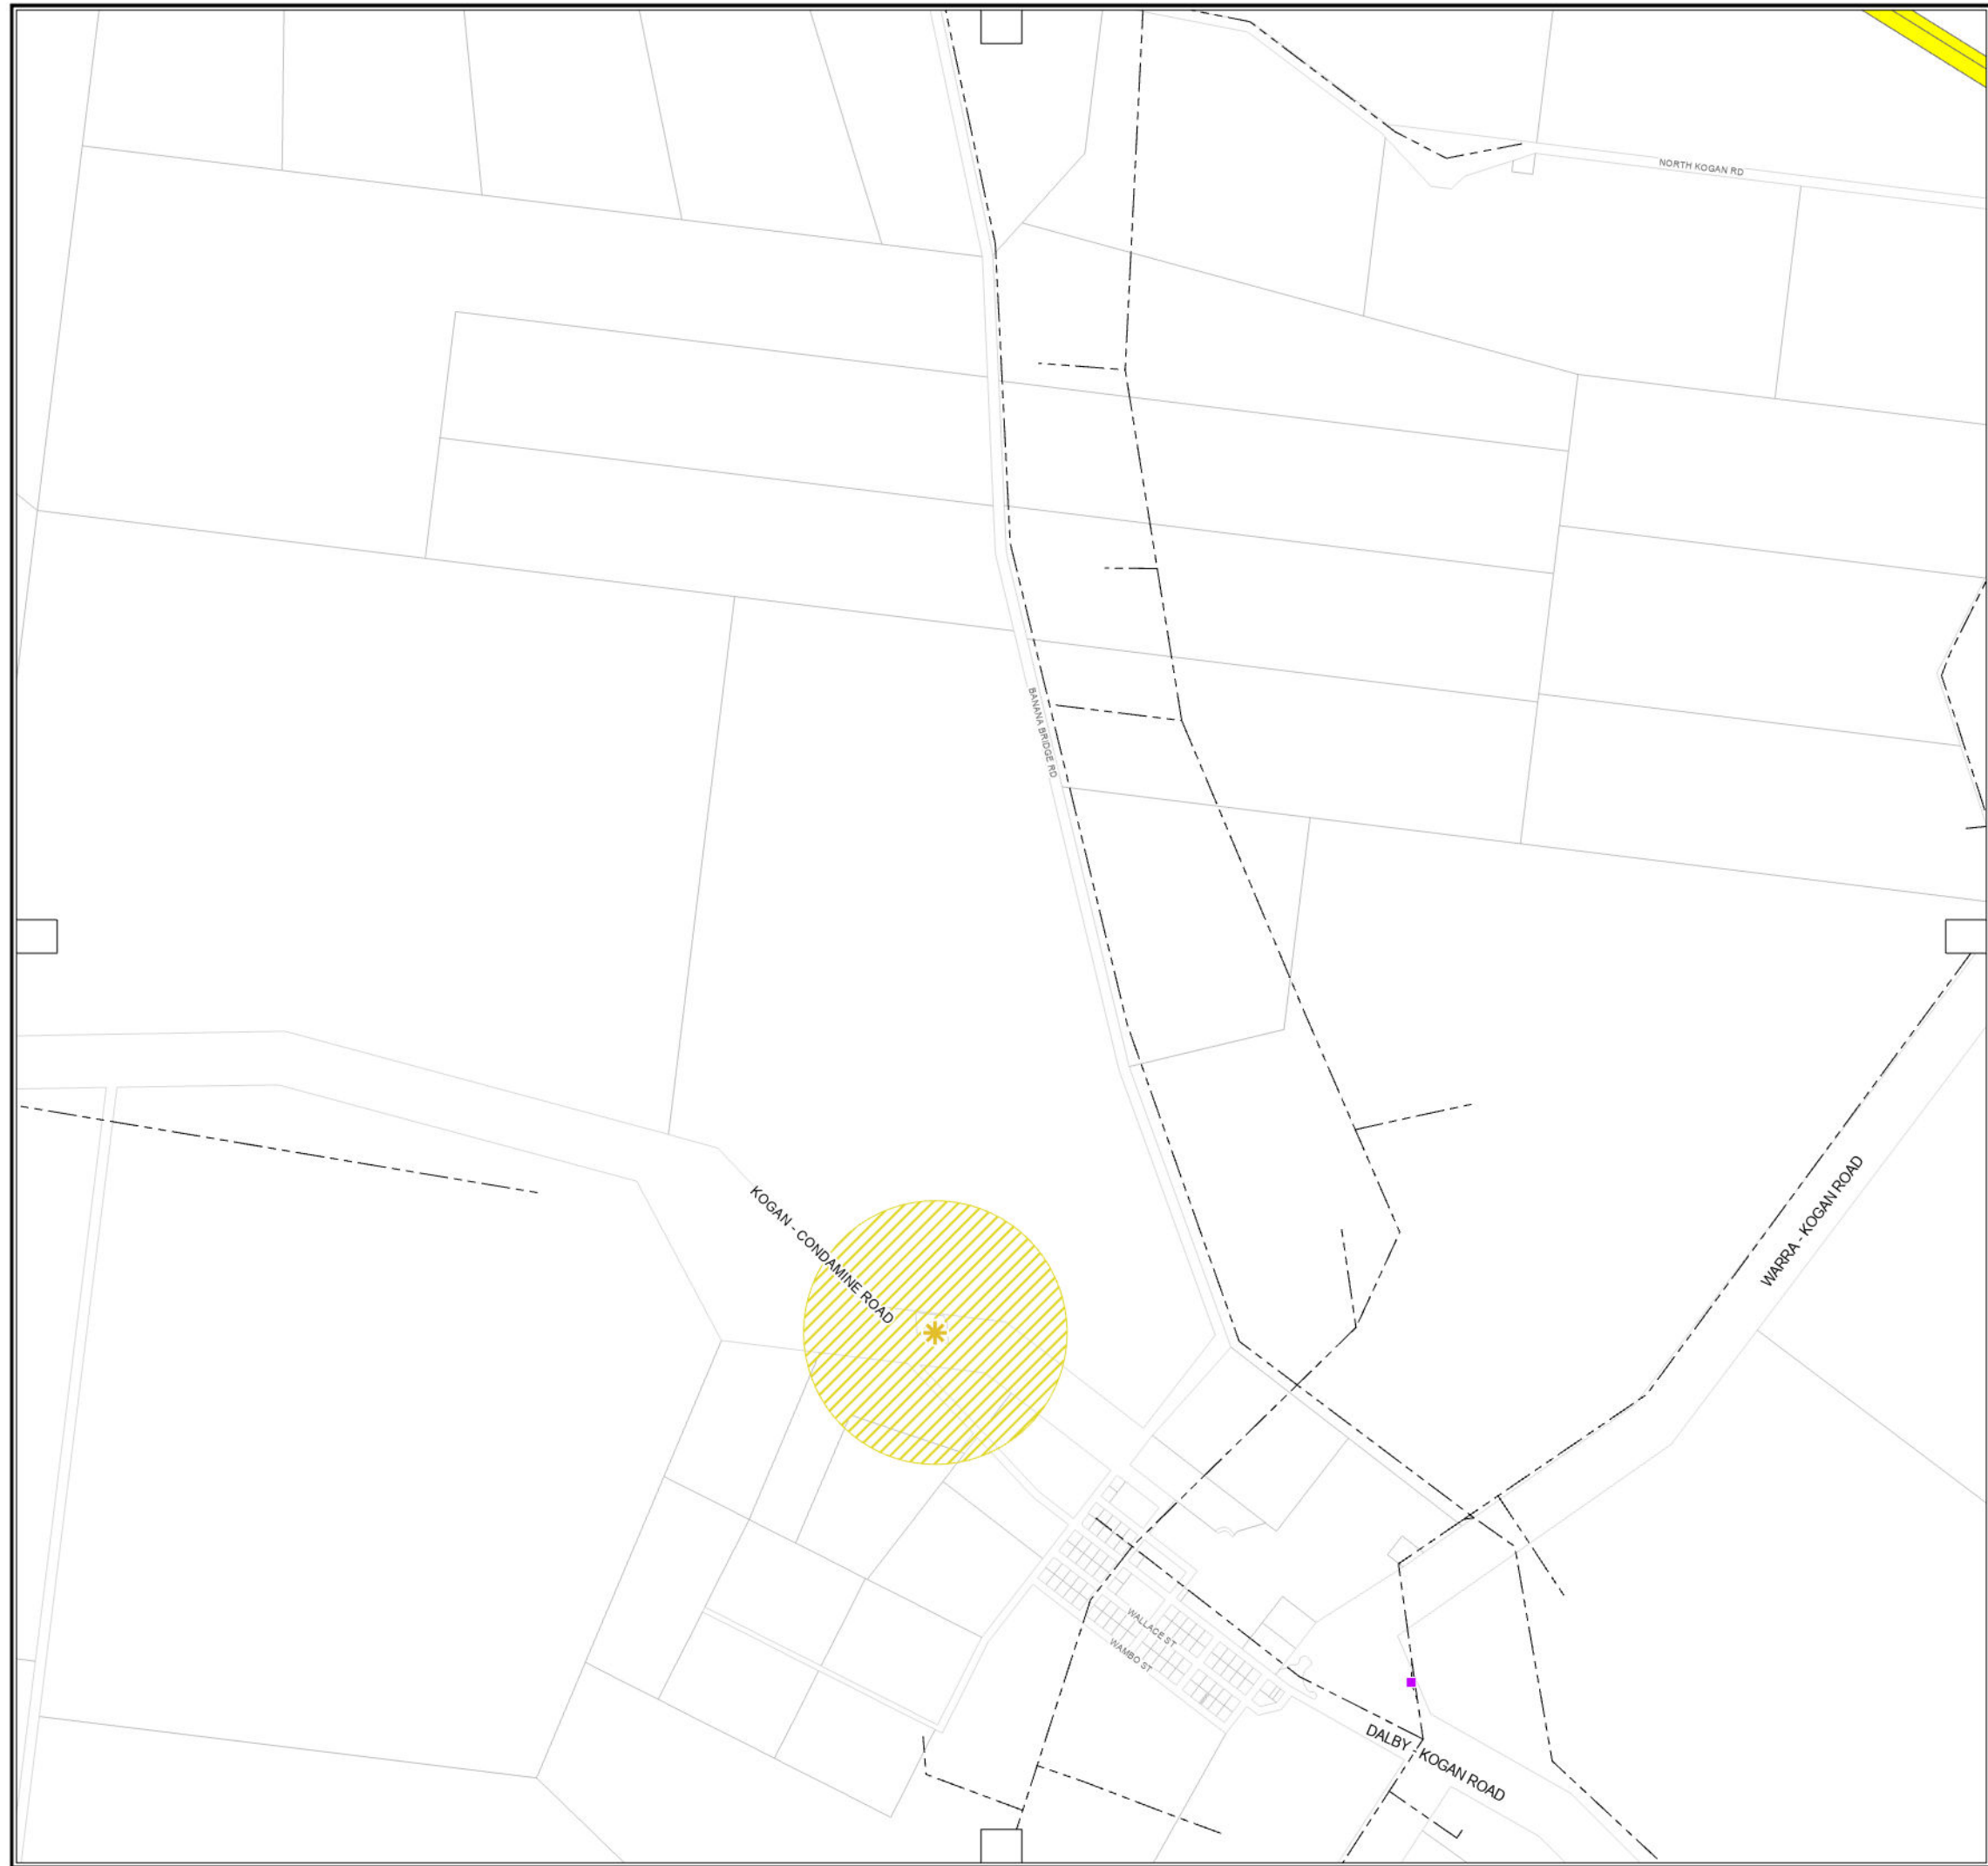 NORTH KOGAN RD
BANANA BRIDGE RD
KOGAN - CONDAMINE ROAD
WARRA - KOGAN ROAD
WALLACE ST
WAMBO ST
DALBY - KOGAN ROAD